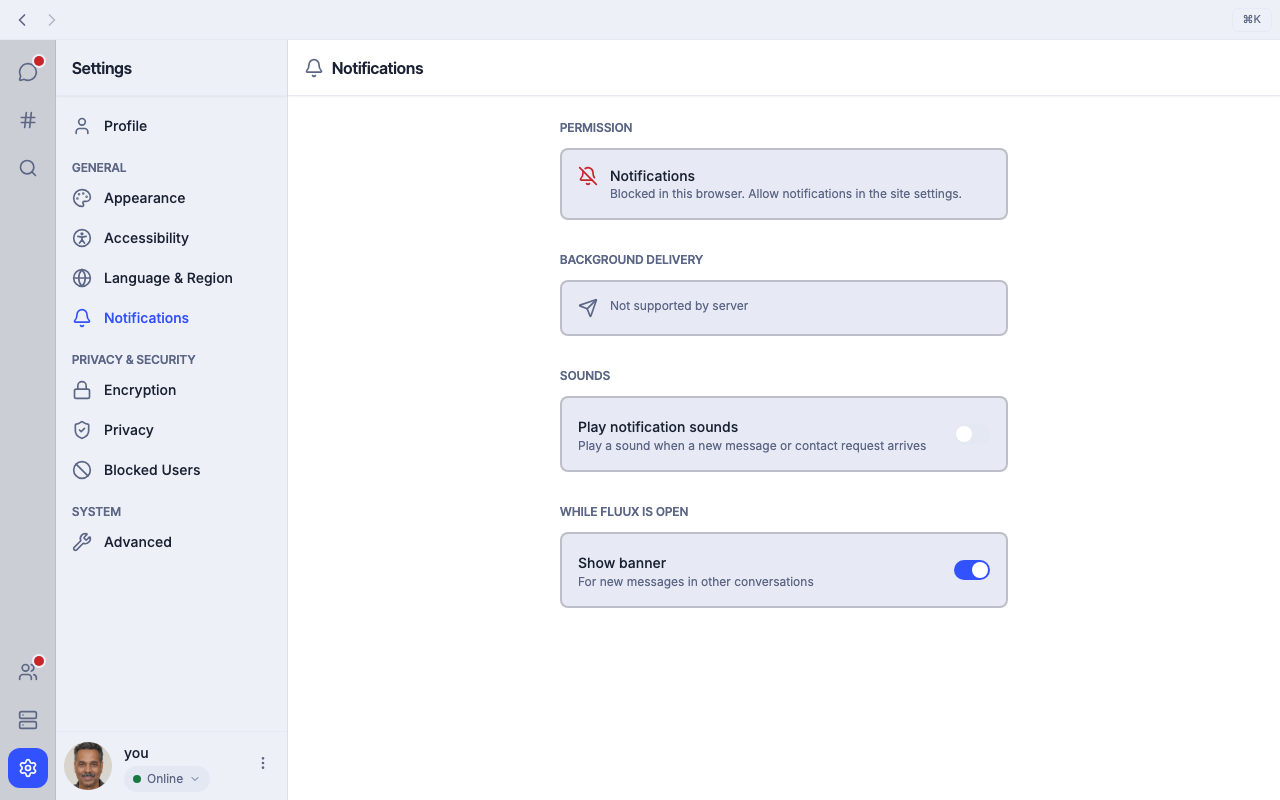 ⌘K
Settings
Notifications
Profile
GENERAL
Appearance
Accessibility
Language & Region
Notifications
PRIVACY & SECURITY
Encryption
Privacy
Blocked Users
SYSTEM
Advanced
you
Online
PERMISSION
Notifications
Blocked in this browser. Allow notifications in the site settings.
BACKGROUND DELIVERY
Not supported by server
SOUNDS
Play notification sounds
Play a sound when a new message or contact request arrives
WHILE FLUUX IS OPEN
Show banner
For new messages in other conversations